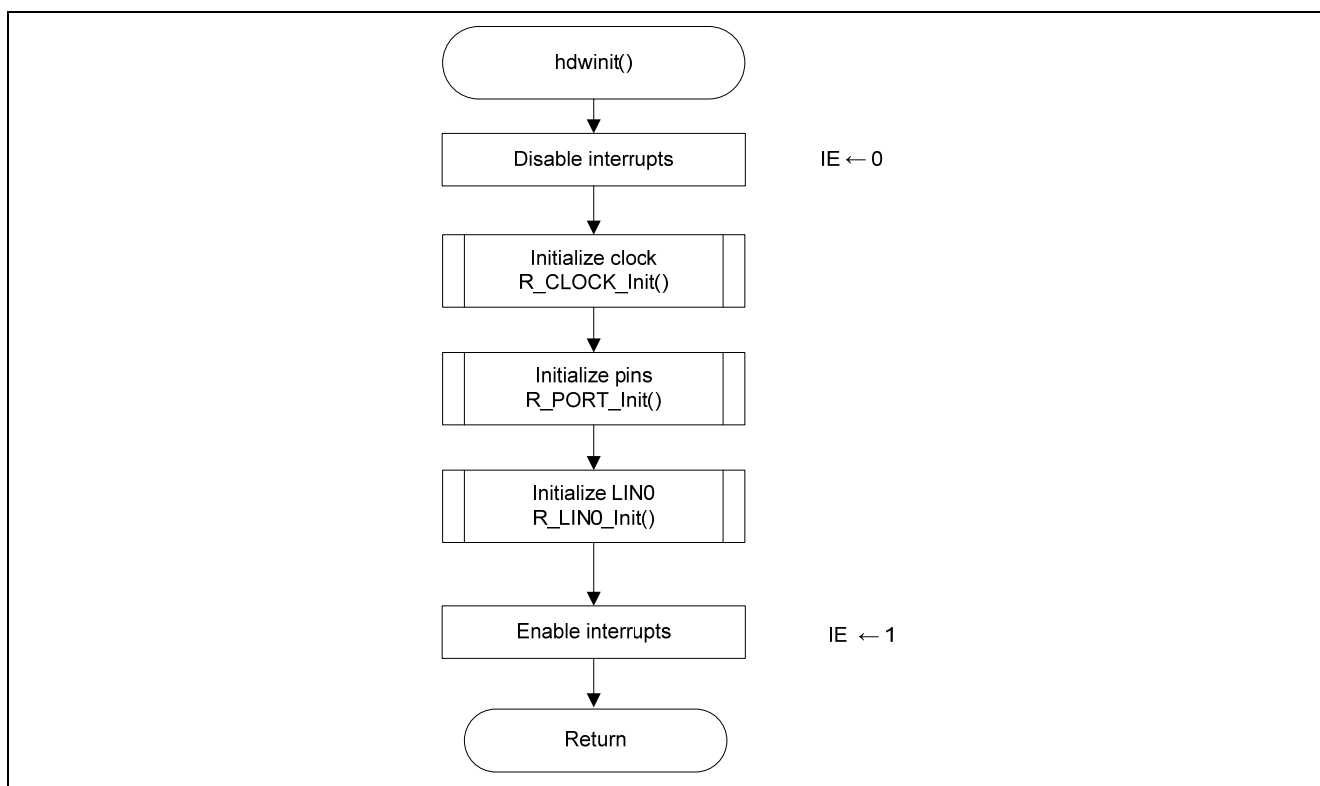 hdwinit()
Disable interrupts
IE ← 0
Initialize clock
R_CLOCK_Init()
Initialize pins
R_PORT_Init()
Initialize LIN0
R_LIN0_Init()
Enable interrupts
IE ← 1
Return